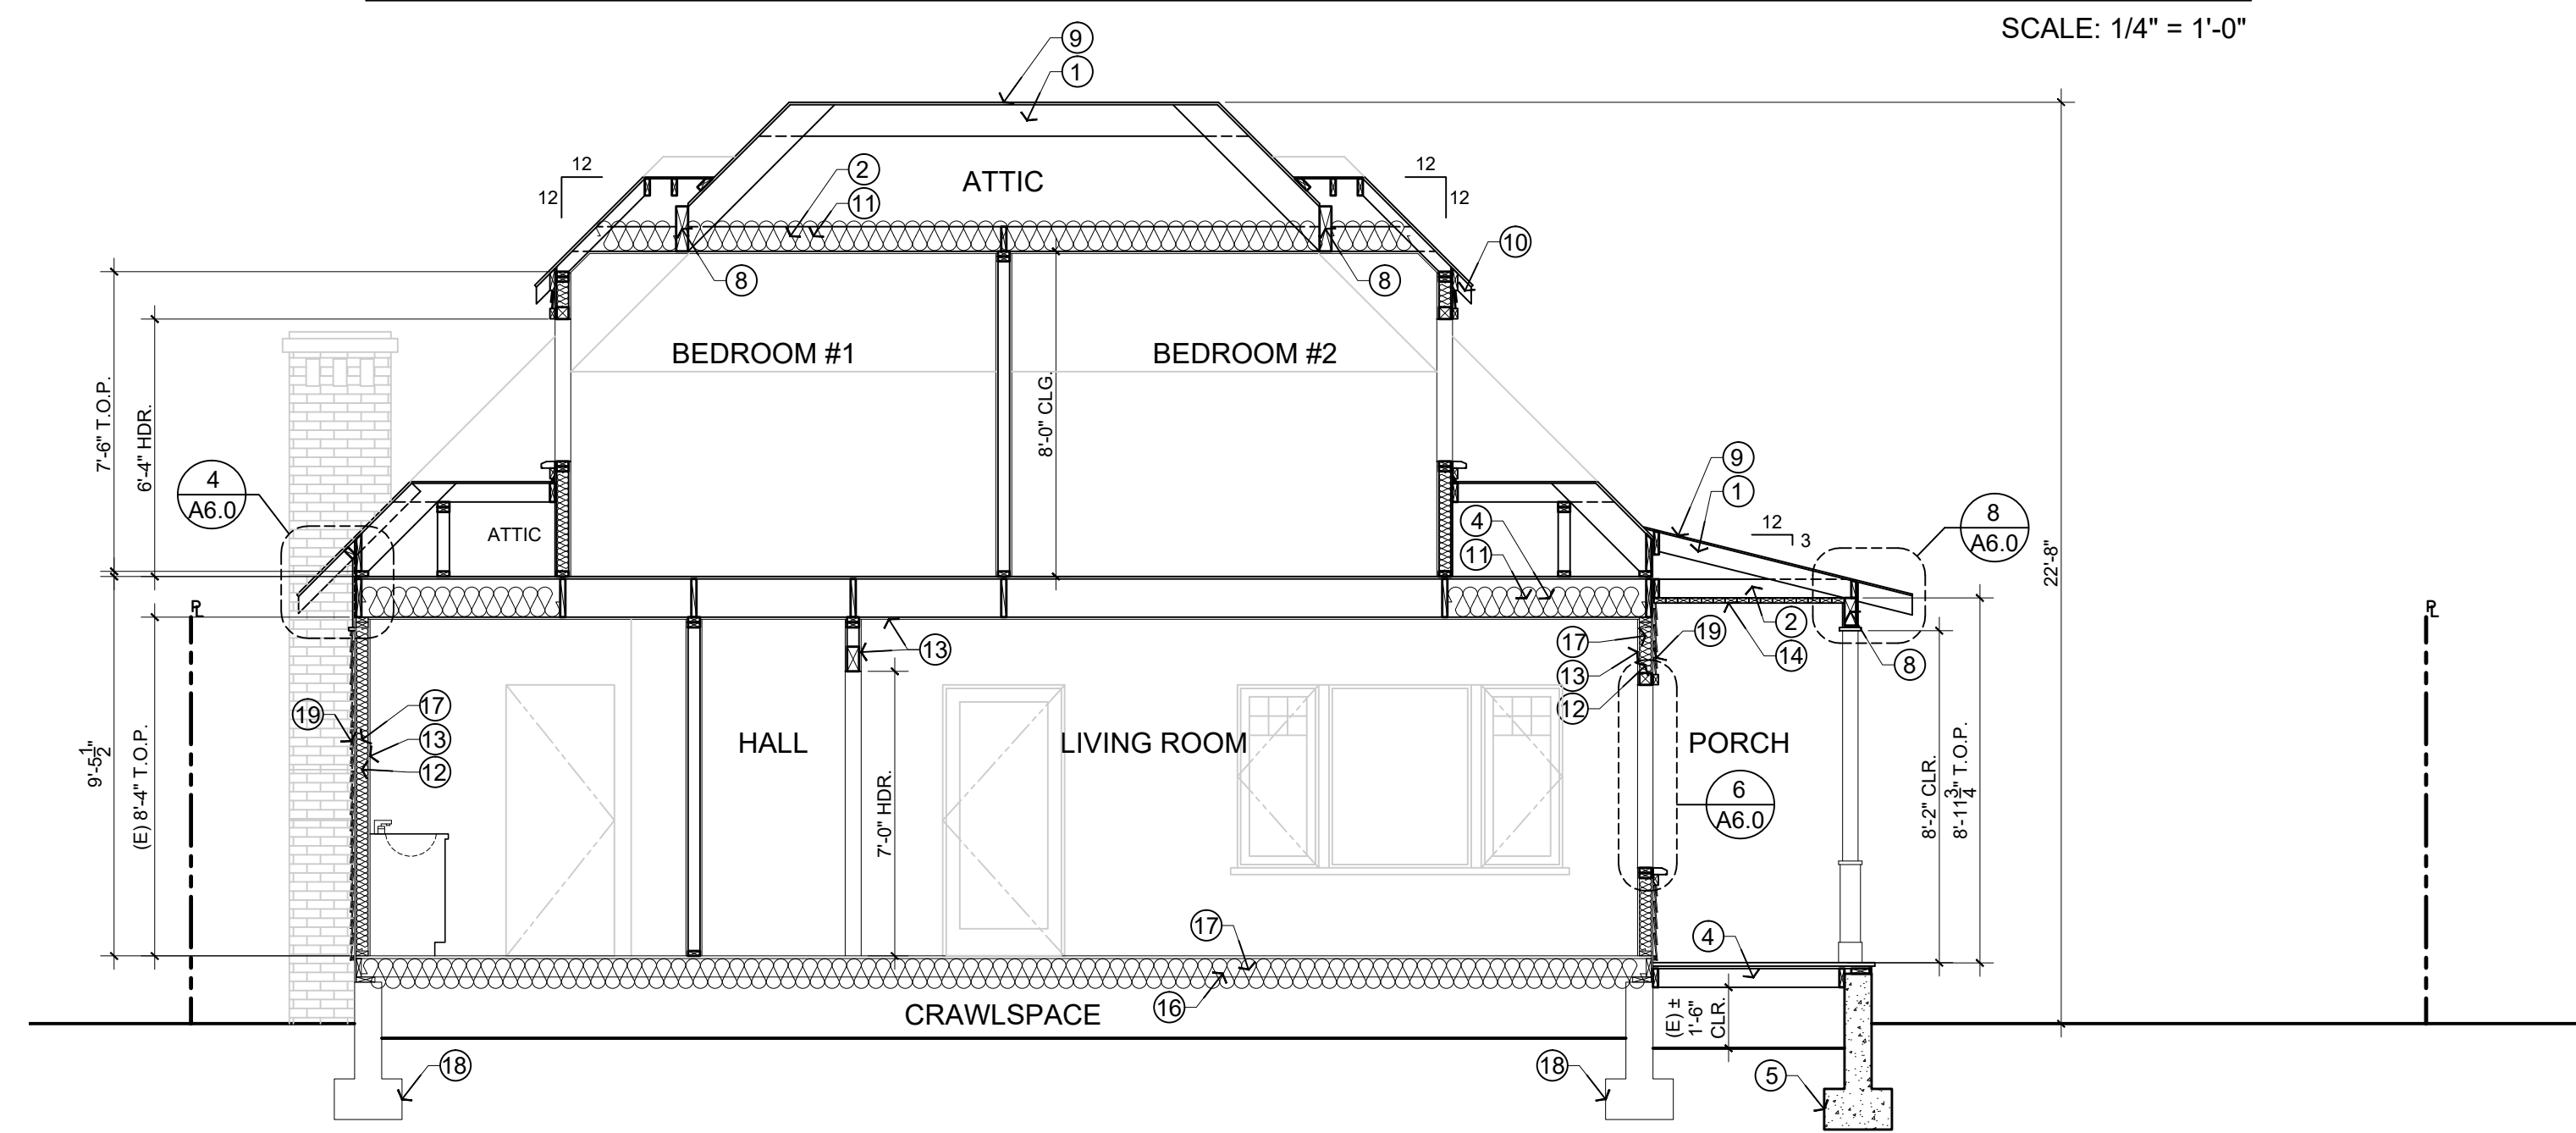 SCALE: 1/4" = 1'-0"
9
1
12
12
2
11
ATTIC
12
12
10
8
8
BEDROOM #1
BEDROOM #2
7'-6" T.O.P.
6'-4" HDR.
8'-0" CLG.
4
A6.0
ATTIC
4
11
9
1
12
3
8
A6.0
22'-8"
PL
PL
13
17
19
13
12
2
14
8
19
17
13
12
HALL
LIVING ROOM
PORCH
9'-5 1/2"
(E) 8'-4" T.O.P.
7'-0" HDR.
6
A6.0
8'-2" CLR.
8'-11 3/4" T.O.P.
17
4
16
CRAWLSPACE
(E) ±
1'-6"
CLR.
18
18
5